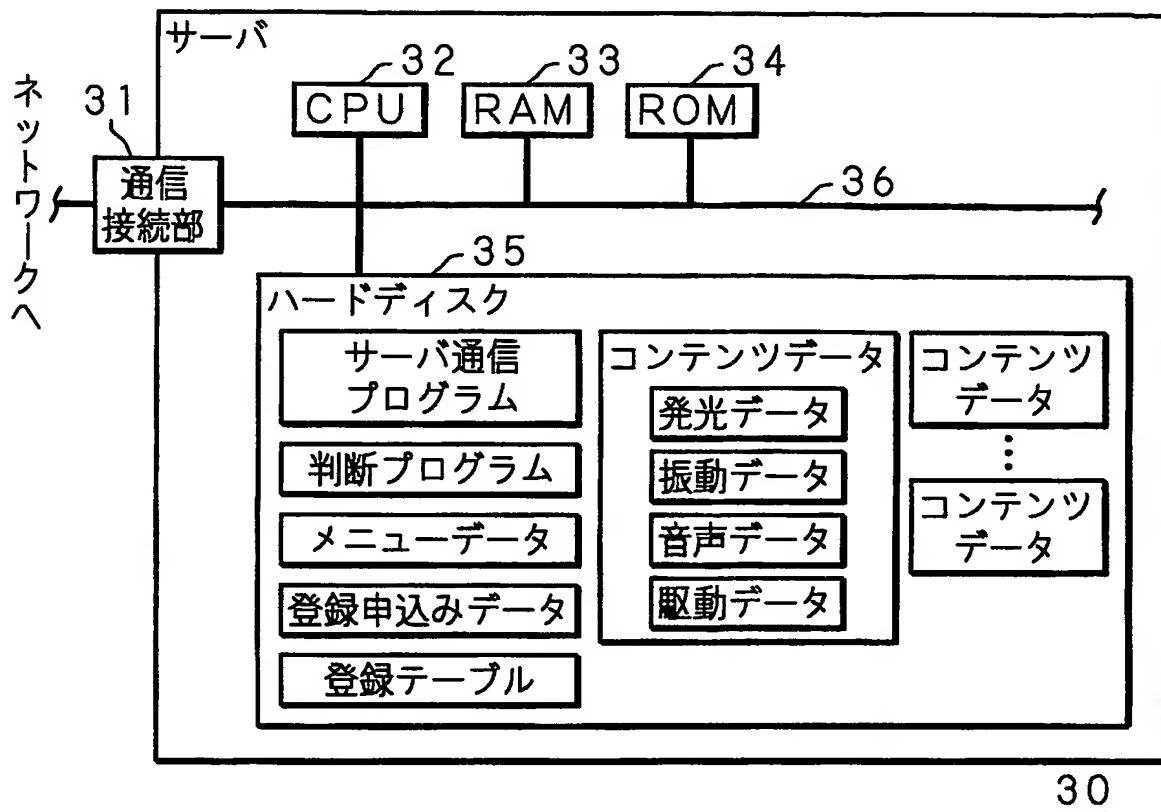 サーバ
32
33
34
CPU
RAM
ROM
ネットワークへ
31
通信
接続部
36
35
ハードディスク
サーバ通信
プログラム
判断プログラム
メニューデータ
登録申込みデータ
登録テーブル
コンテンツデータ
発光データ
振動データ
音声データ
駆動データ
コンテンツ
データ
⋮
コンテンツ
データ
30